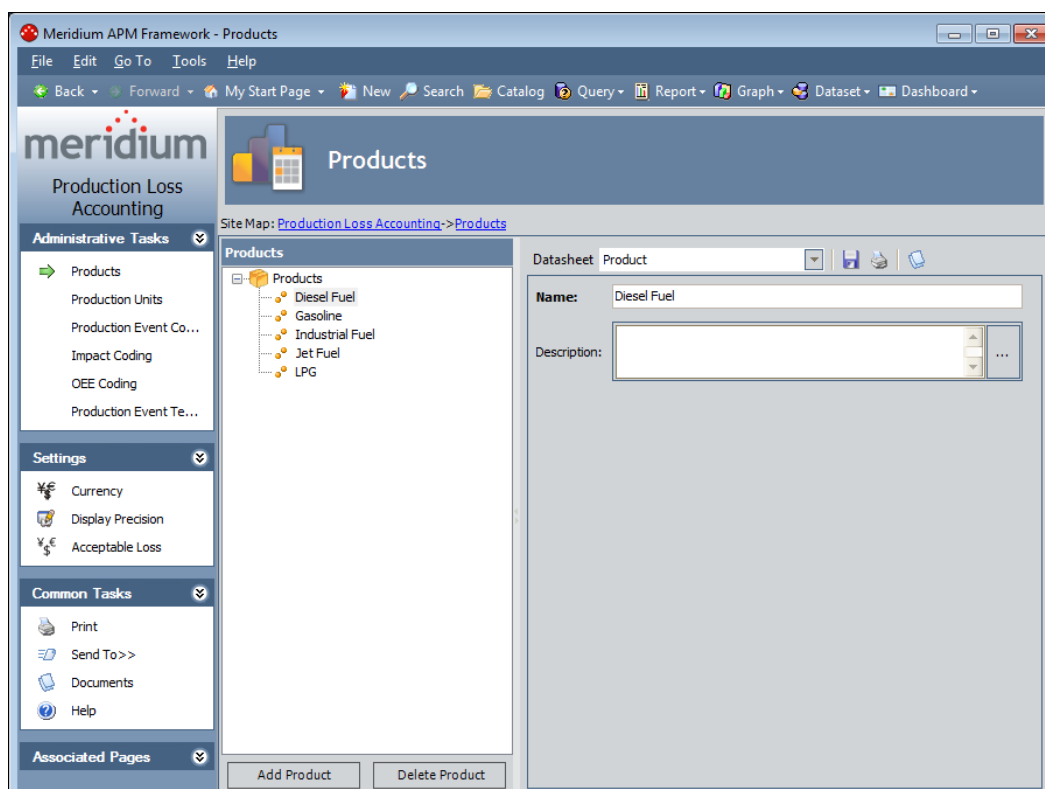 Meridium APM Framework - Products
File Edit Go To Tools Help
Back Forward My Start Page New Search Catalog Query Report Graph Dataset Dashboard
meridium
Production Loss
Accounting
Products
Site Map: Production Loss Accounting->Products
Administrative Tasks
Products
Production Units
Production Event Co...
Impact Coding
OEE Coding
Production Event Te...
Settings
Currency
Display Precision
Acceptable Loss
Common Tasks
Print
Send To>>
Documents
Help
Associated Pages
Products
Products
Diesel Fuel
Gasoline
Industrial Fuel
Jet Fuel
LPG
Add Product Delete Product
Datasheet Product
Name: Diesel Fuel
Description: ...